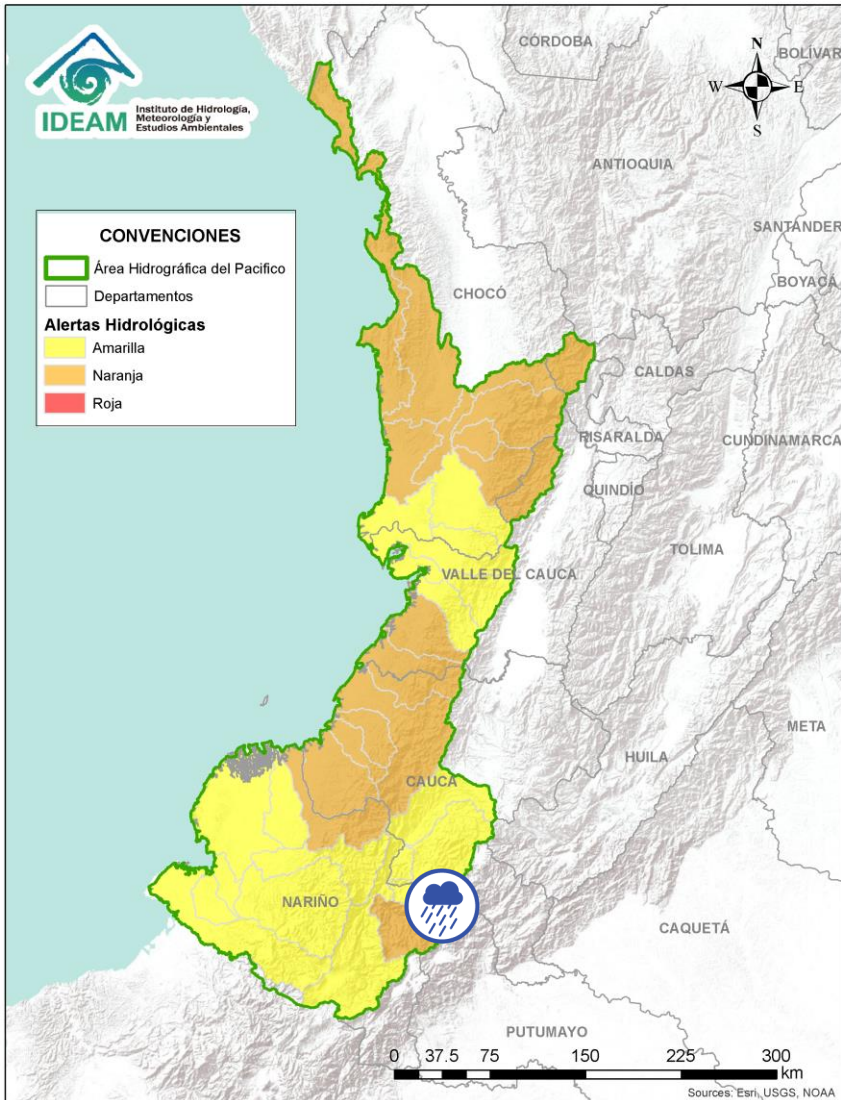 IDEAM
Instituto de Hidrología,
Meteorología y
Estudios Ambientales
CÓRDOBA
BOLÍVAR
N
W
E
S
ANTIOQUIA
SANTANDER
BOYACÁ
CONVENCIONES
Área Hidrográfica del Pacifico
Departamentos
Alertas Hidrológicas
Amarilla
Naranja
Roja
CHOCÓ
CALDAS
RISARALDA
CUNDINAMARCA
QUINDÍO
TOLIMA
VALLE DEL CAUCA
META
HUILA
CAUCA
NARIÑO
CAQUETÁ
PUTUMAYO
0 37.5 75 150 225 300
km
Sources: Esri, USGS, NOAA